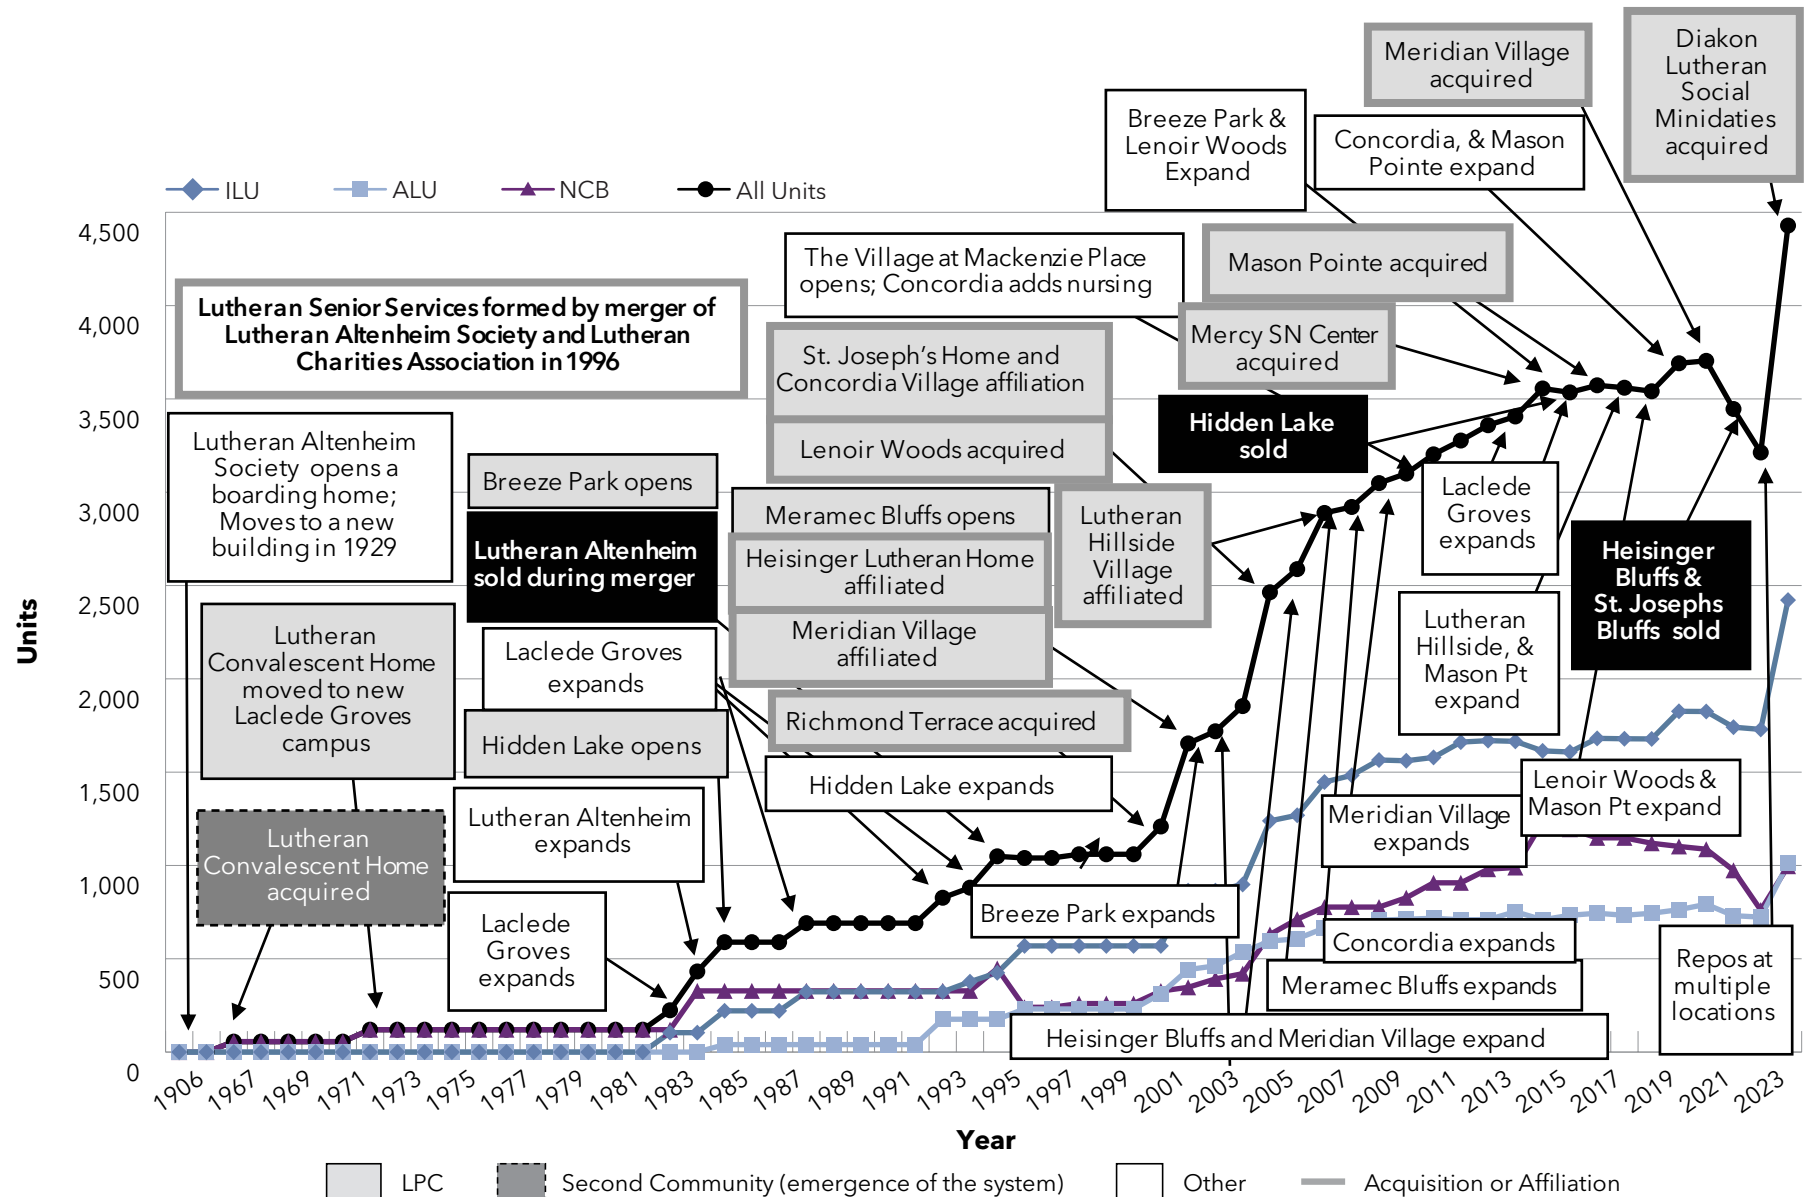 Meridian Village
acquired
Diakon
Lutheran
Social
Minidaties
acquired
Breeze Park &
Lenoir Woods
Expand
Concordia, & Mason
Pointe expand
ILU
ALU
NCB
All Units
The Village at Mackenzie Place
opens; Concordia adds nursing
Mason Pointe acquired
Lutheran Senior Services formed by merger of
Lutheran Altenheim Society and Lutheran
Charities Association in 1996
St. Joseph's Home and
Concordia Village affiliation
Mercy SN Center
acquired
Lenoir Woods acquired
Hidden Lake
sold
Lutheran Altenheim
Society opens a
boarding home;
Moves to a new
building in 1929
Breeze Park opens
Lutheran Altenheim
sold during merger
Meramec Bluffs opens
Heisinger Lutheran Home
affiliated
Meridian Village
affiliated
Lutheran
Hillside
Village
affiliated
Laclede
Groves
expands
Heisinger
Bluffs &
St. Josephs
Bluffs sold
Lutheran
Convalescent Home
moved to new
Laclede Groves
campus
Laclede Groves
expands
Hidden Lake opens
Richmond Terrace acquired
Hidden Lake expands
Lutheran
Hillside, &
Mason Pt
expand
Lutheran
Convalescent Home
acquired
Lutheran Altenheim
expands
Laclede
Groves
expands
Meridian Village
expands
Lenoir Woods &
Mason Pt expand
Breeze Park expands
Concordia expands
Meramec Bluffs expands
Heisinger Bluffs and Meridian Village expand
Repos at
multiple
locations
Units
4,500
4,000
3,500
3,000
2,500
2,000
1,500
1,000
500
0
1906
1967
1969
1971
1973
1975
1977
1979
1981
1983
1985
1987
1989
1991
1993
1995
1997
1999
2001
2003
2005
2007
2009
2011
2013
2015
2017
2019
2021
2023
Year
LPC
Second Community (emergence of the system)
Other
Acquisition or Affiliation